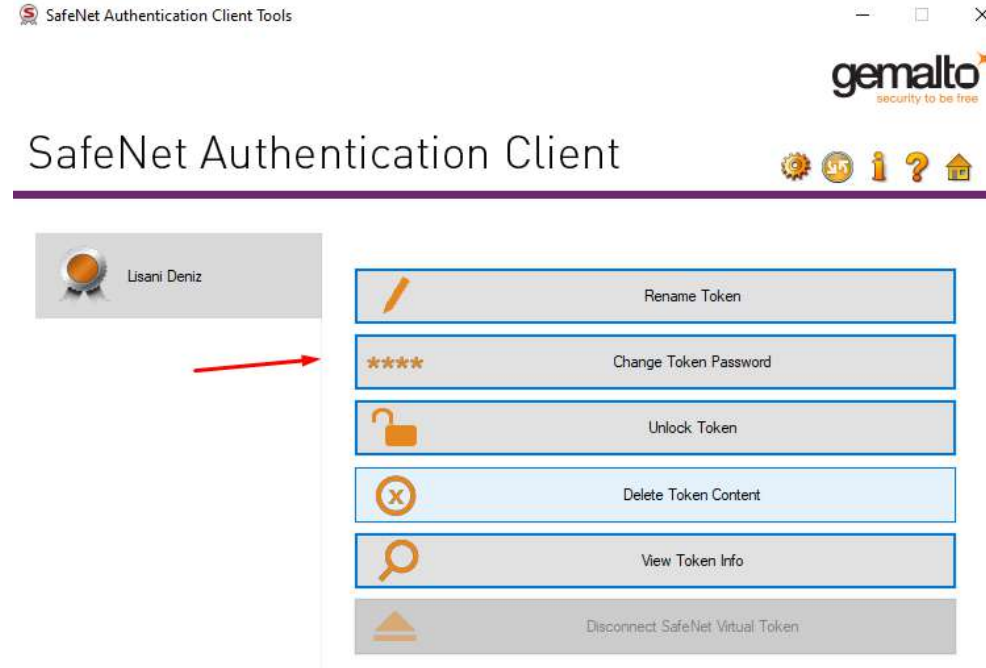 SafeNet Authentication Client Tools
gemalto
security to be free
SafeNet Authentication Client
Lisani Deniz
Rename Token
****
Change Token Password
Unlock Token
Delete Token Content
View Token Info
Disconnect SafeNet Virtual Token